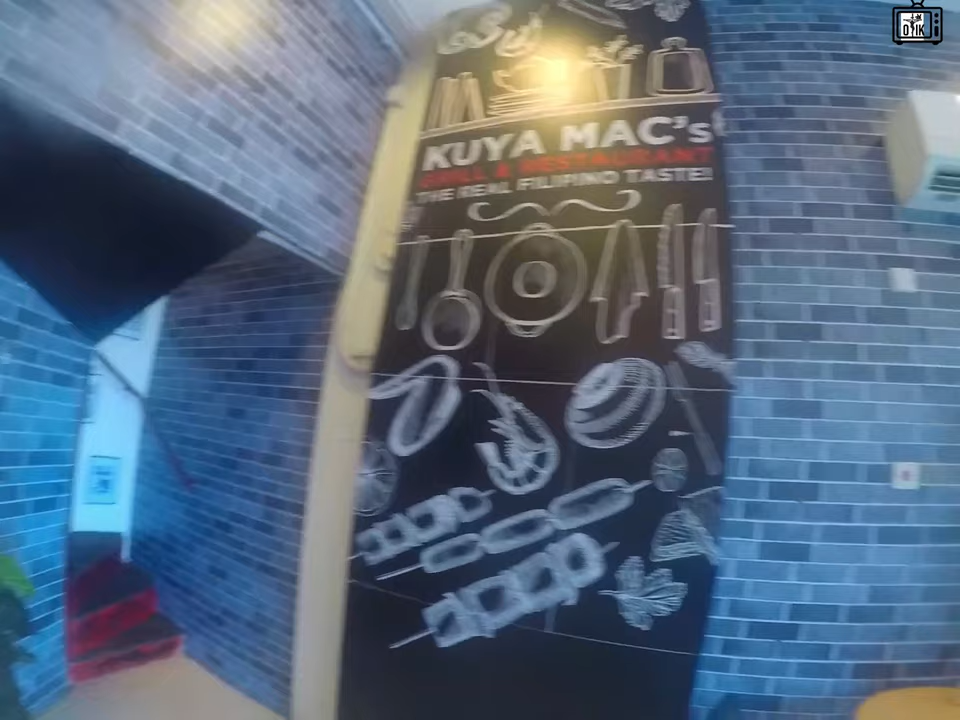 KUYA MAC's
GRILL & RESTAURANT
THE REAL FILIPINO TASTE!